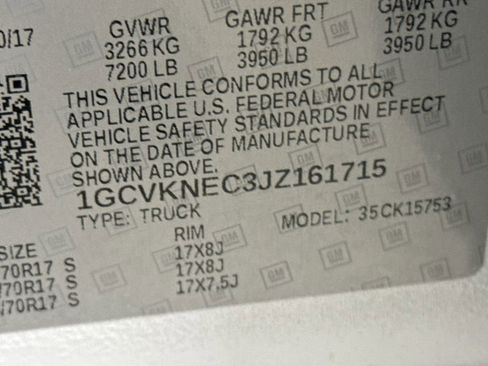 0/17
GVWR GAWR FRT GAWR RR
3266 KG 1792 KG 1792 KG
7200 LB 3950 LB 3950 LB
THIS VEHICLE CONFORMS TO ALL
APPLICABLE U.S. FEDERAL MOTOR
VEHICLE SAFETY STANDARDS IN EFFECT
ON THE DATE OF MANUFACTURE
SHOWN ABOVE.
1GCVKNEC3JZ161715
TYPE: TRUCK MODEL: 35CK15753
SIZE RIM
70R17 S 17X8J
/70R17 S 17X8J
/70R17 S 17X7.5J